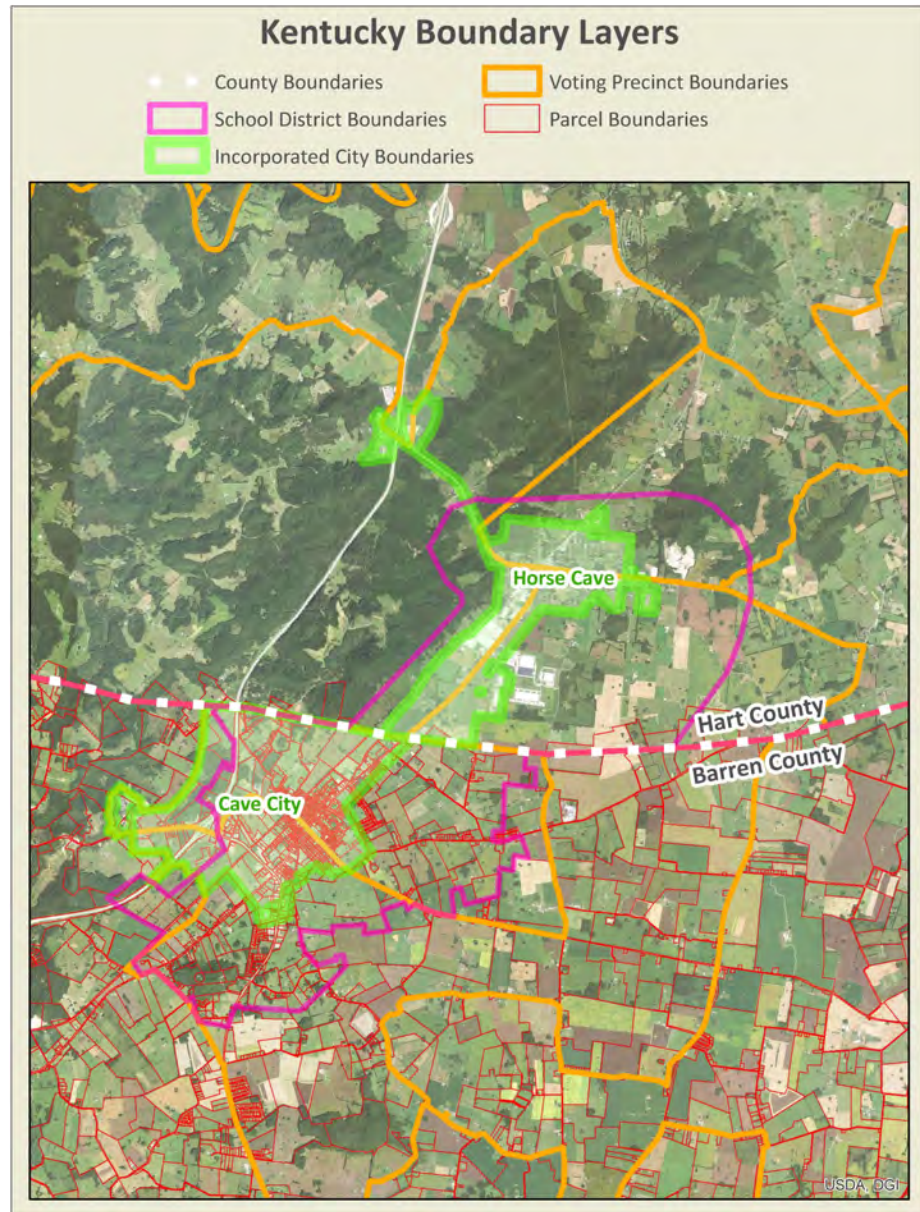 Kentucky Boundary Layers
County Boundaries
Voting Precinct Boundaries
School District Boundaries
Parcel Boundaries
Incorporated City Boundaries
Horse Cave
Hart County
Barren County
Cave City
USDA, DGI